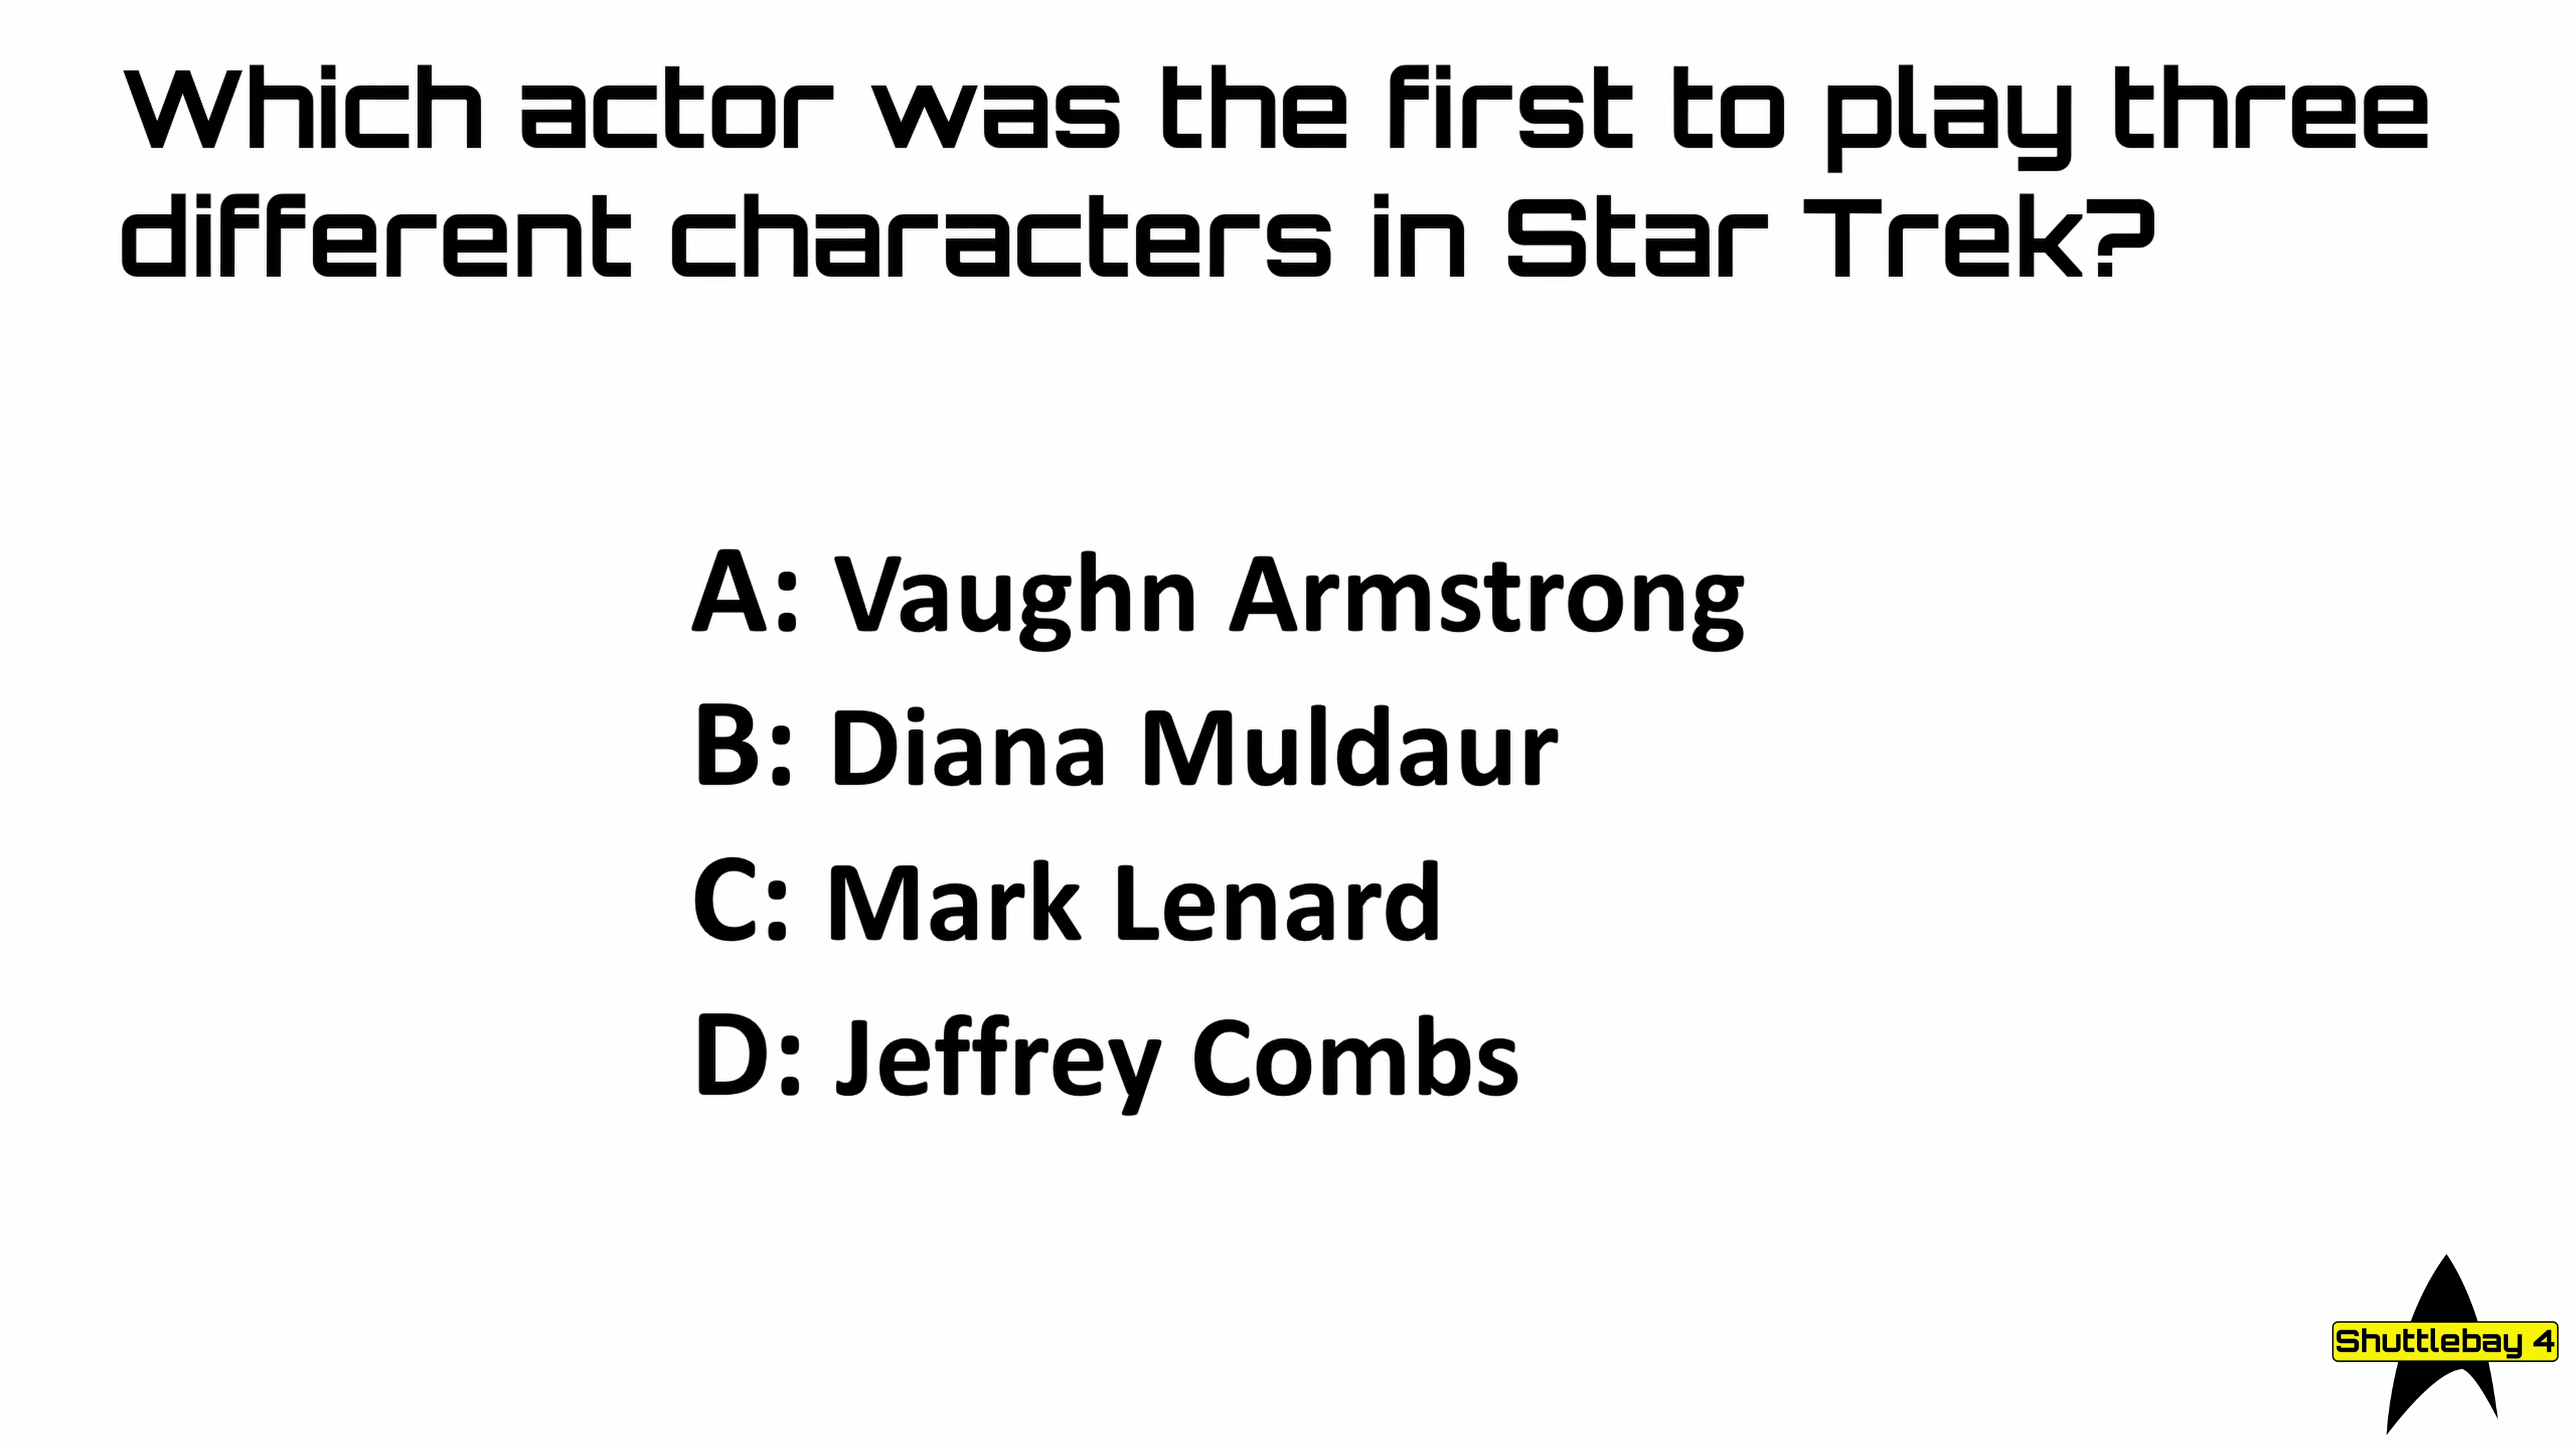 Which actor was the first to play three
different characters in Star Trek?
A: Vaughn Armstrong
B: Diana Muldaur
C: Mark Lenard
D: Jeffrey Combs
Shuttlebay 4